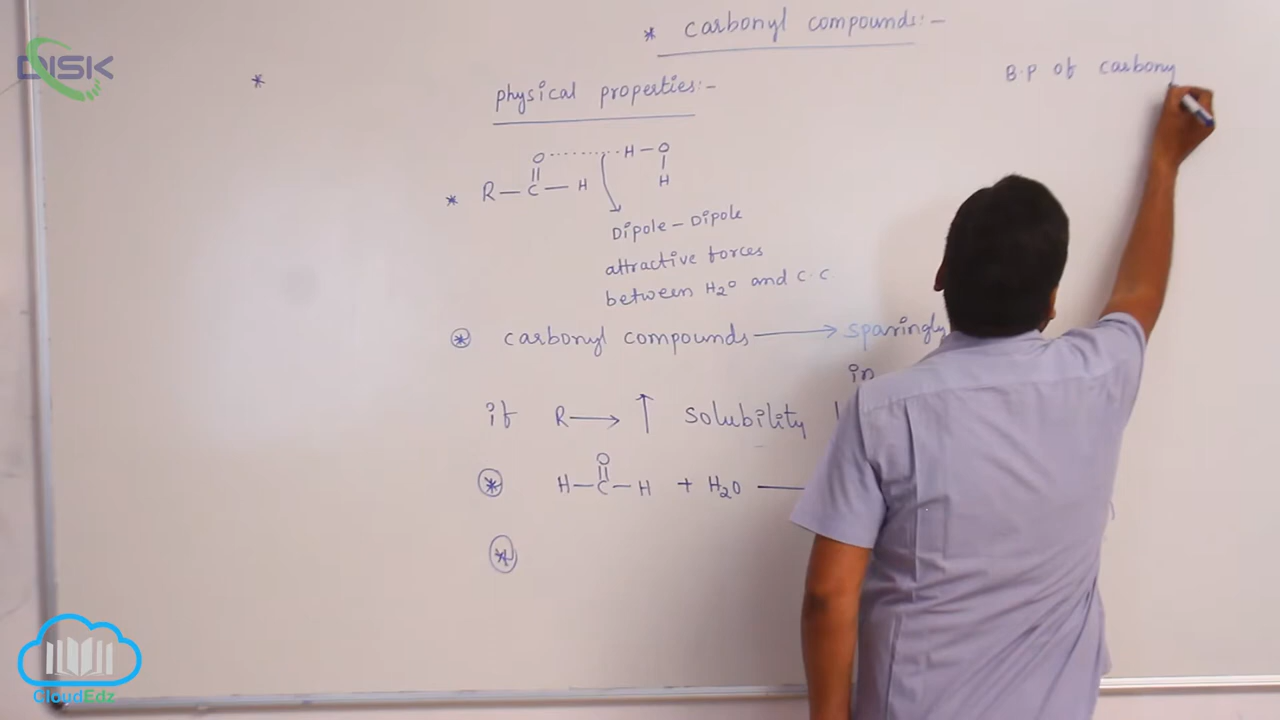 DISK
* carbonyl compounds:-
*
physical properties:-
B.P of carbony
O ........ H — O
||
|
* R — C — H
H
Dipole - Dipole
attractive forces
between H2O and C.C
* carbonyl compounds → sparingly
in
if R → ↑ solubility
O
||
* H — C — H + H2O —
*
CloudEdz